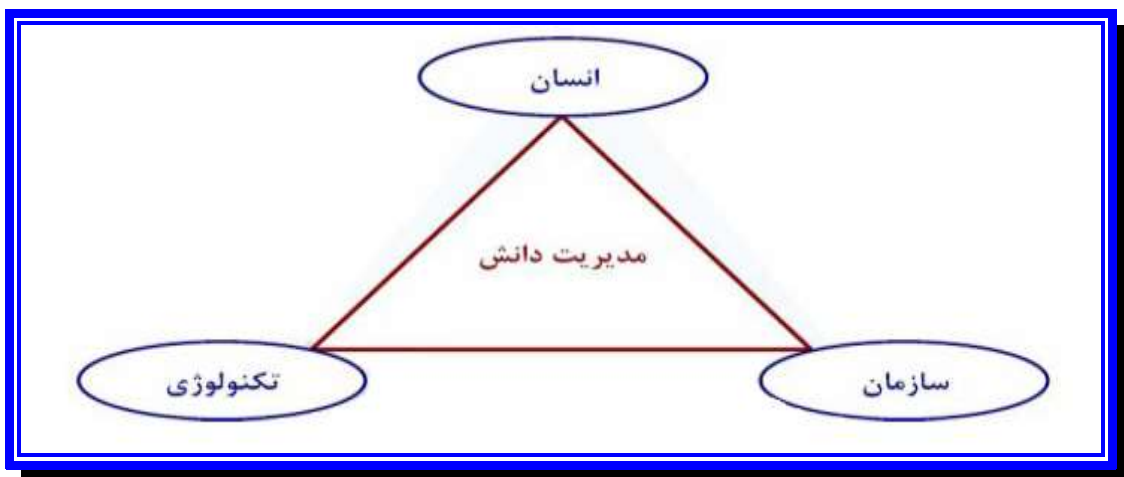 انسان
مدیریت دانش
سازمان
تکنولوژی